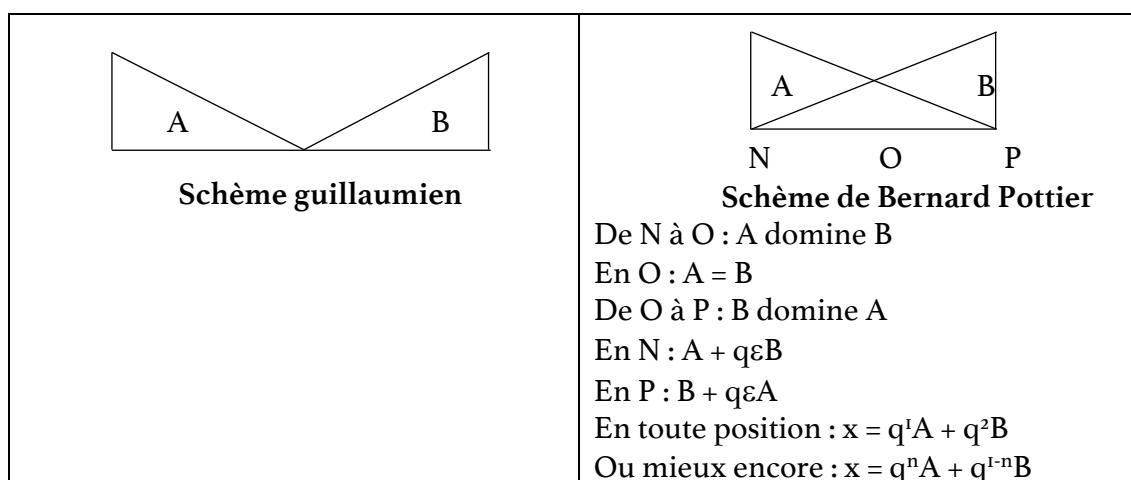 A
B
Schème guillaumien
A
B
N O P
Schème de Bernard Pottier
De N à O : A domine B
En O : A = B
De O à P : B domine A
En N : A + qεB
En P : B + qεA
En toute position : x = q¹A + q²B
Ou mieux encore : x = qⁿA + q¹⁻ⁿB